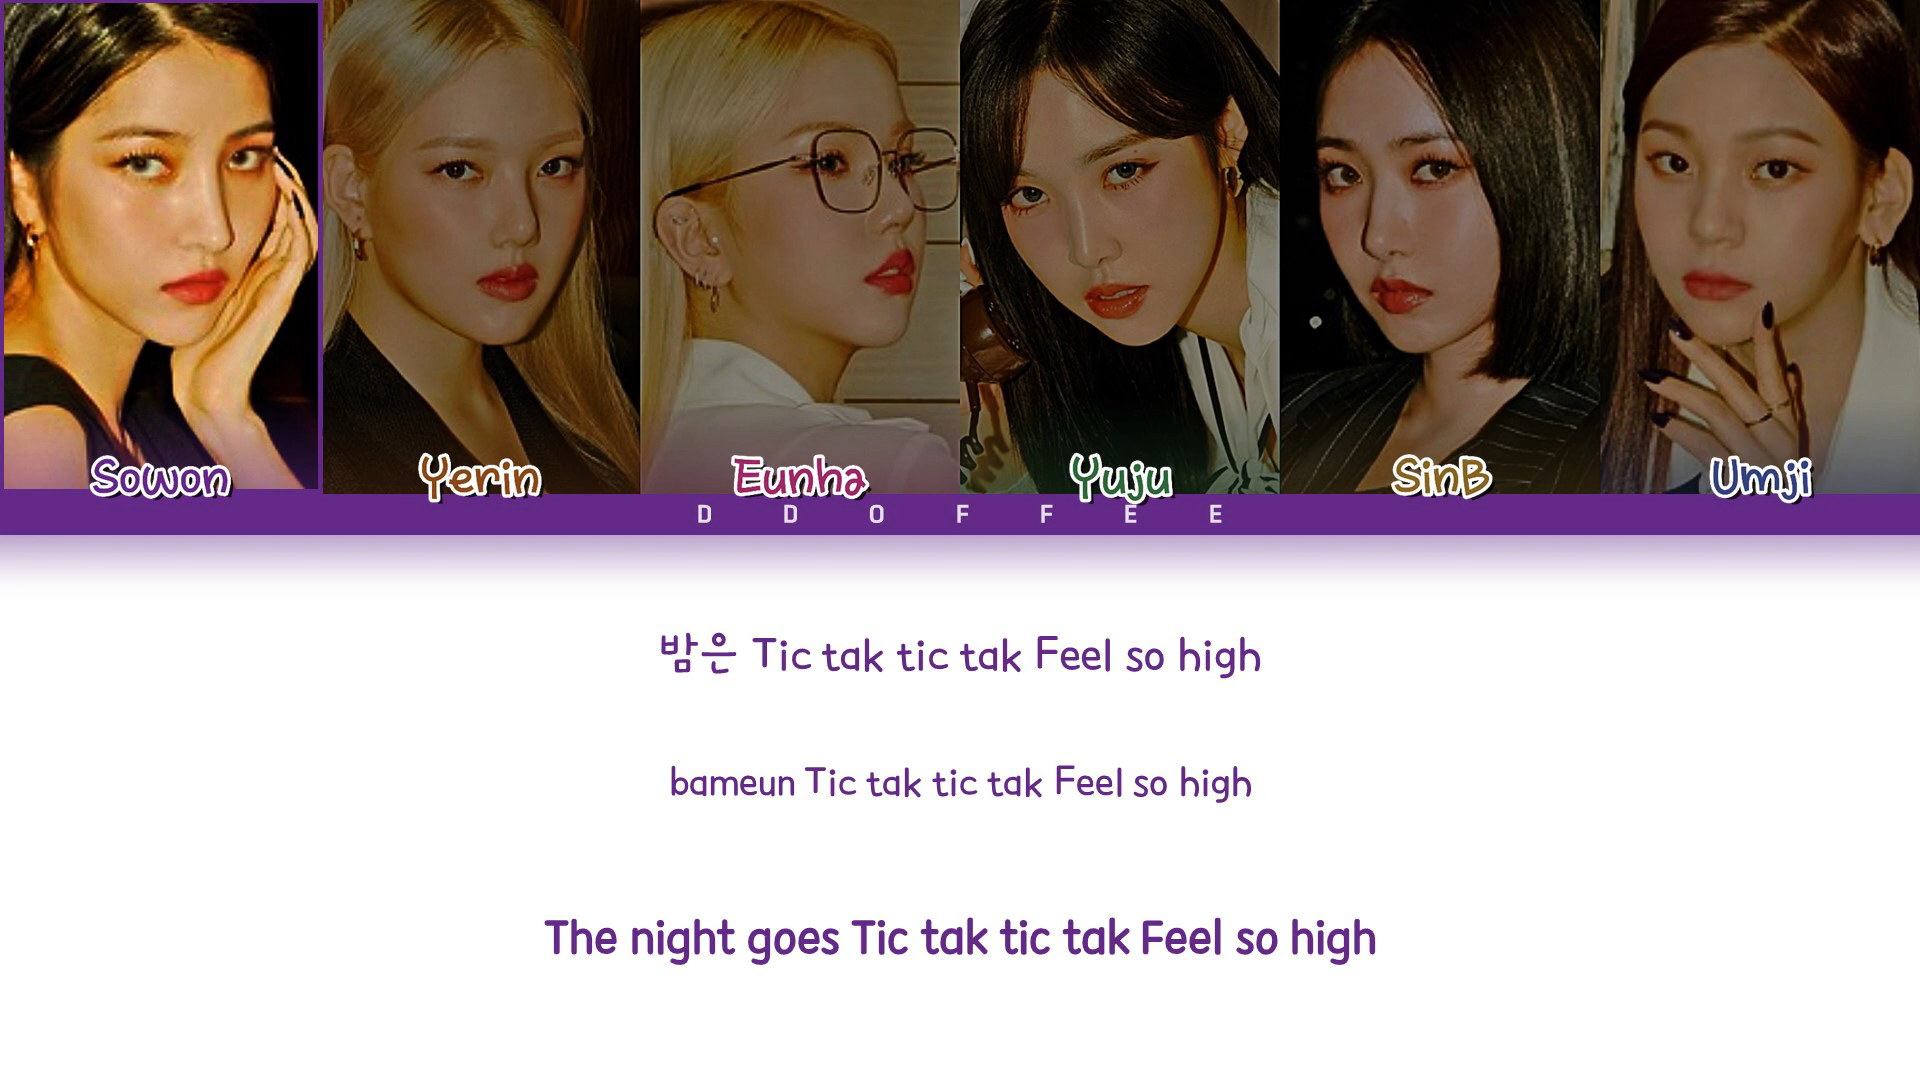 Sowon Yerin Eunha Yuju SinB Umji
DDOFFEE
밤은 Tic tak tic tak Feel so high
bameun Tic tak tic tak Feel so high
The night goes Tic tak tic tak Feel so high